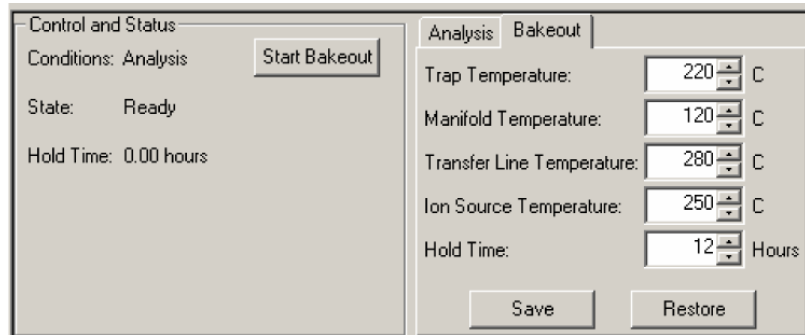 Control and Status
Conditions: Analysis
Start Bakeout
State: Ready
Hold Time: 0.00 hours
Analysis Bakeout
Trap Temperature: 220 C
Manifold Temperature: 120 C
Transfer Line Temperature: 280 C
Ion Source Temperature: 250 C
Hold Time: 12 Hours
Save Restore